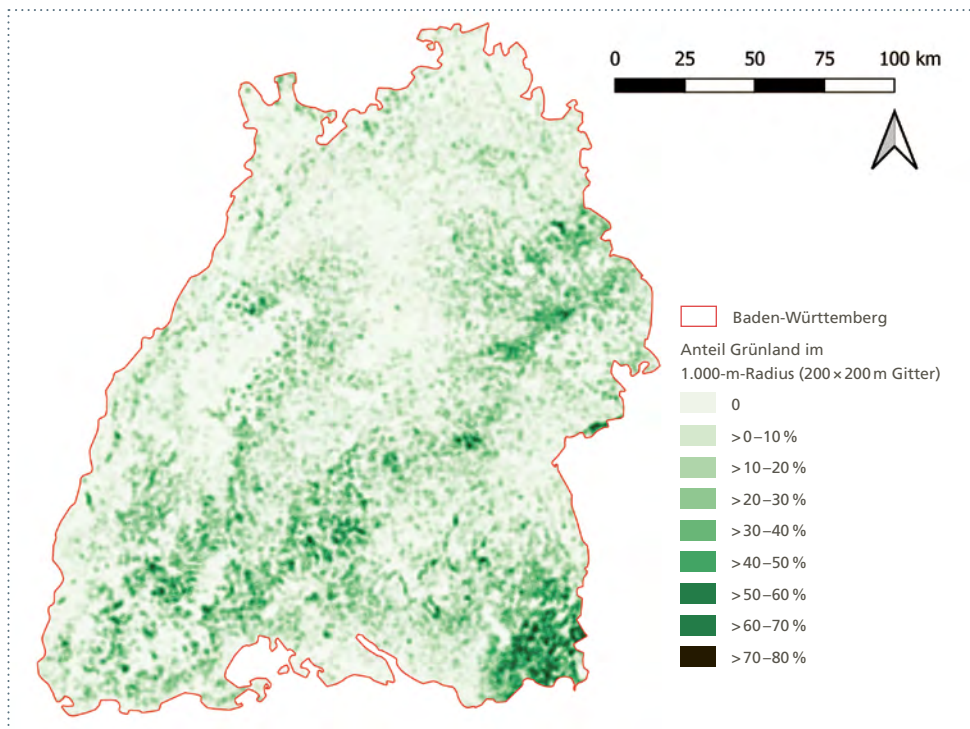 0 25 50 75 100 km
Baden-Württemberg
Anteil Grünland im
1.000-m-Radius (200 × 200 m Gitter)
0
>0–10 %
>10–20 %
>20–30 %
>30–40 %
>40–50 %
>50–60 %
>60–70 %
>70–80 %